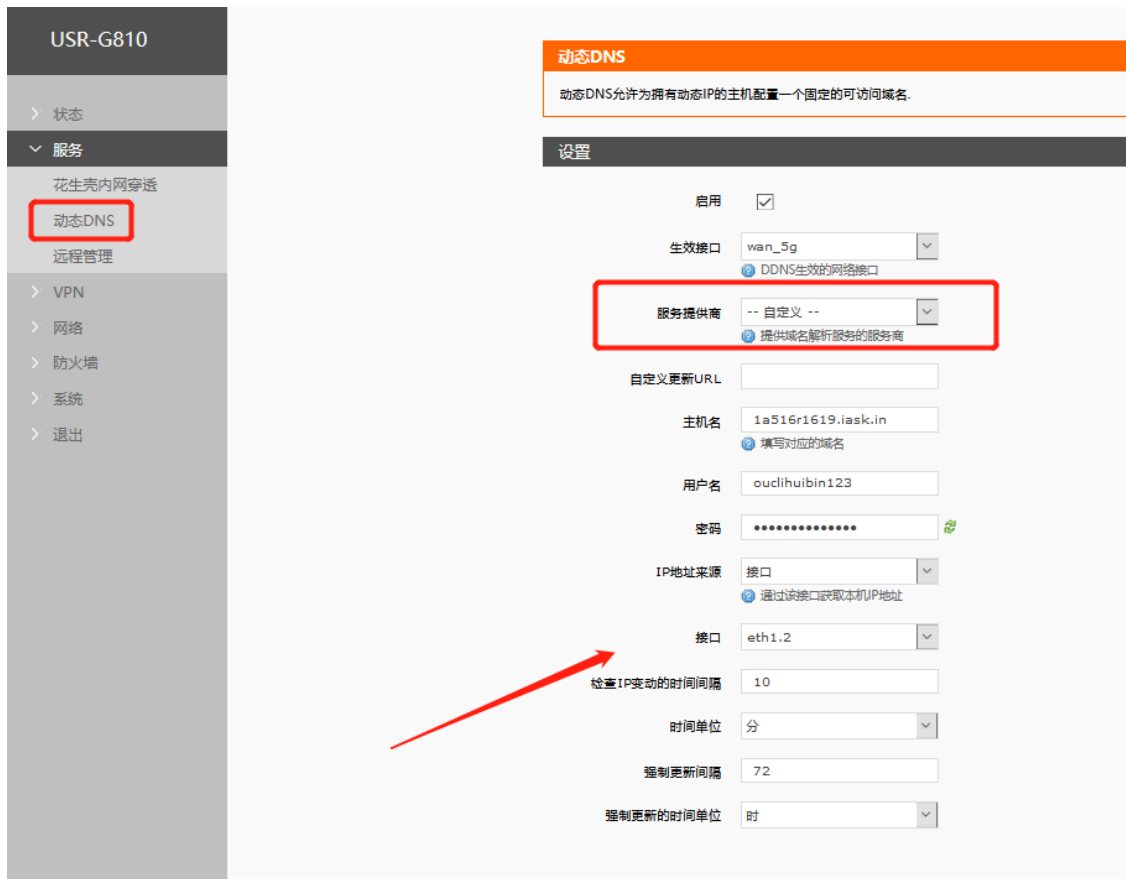 USR-G810
状态
服务
花生壳内网穿透
动态DNS
远程管理
VPN
网络
防火墙
系统
退出
动态DNS
动态DNS允许为拥有动态IP的主机配置一个固定的可访问域名.
设置
启用
生效接口 wan_5g
DDNS生效的网络接口
服务提供商 -- 自定义 --
提供域名解析服务的服务商
自定义更新URL
主机名 1a516r1619.iask.in
填写对应的域名
用户名 ouclihuibin123
密码 ••••••••••••••
IP地址来源 接口
通过该接口获取本机IP地址
接口 eth1.2
检查IP变动的时间间隔 10
时间单位 分
强制更新间隔 72
强制更新的时间单位 时